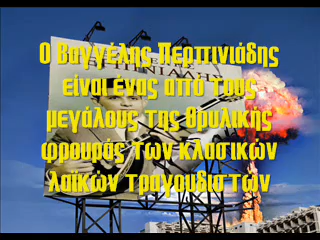 Ο Βαγγέλης Περπινιάδης
είναι ένας από τους
μεγάλους της θρυλικής
φρουράς των κλασικών
λαϊκών τραγουδιστών